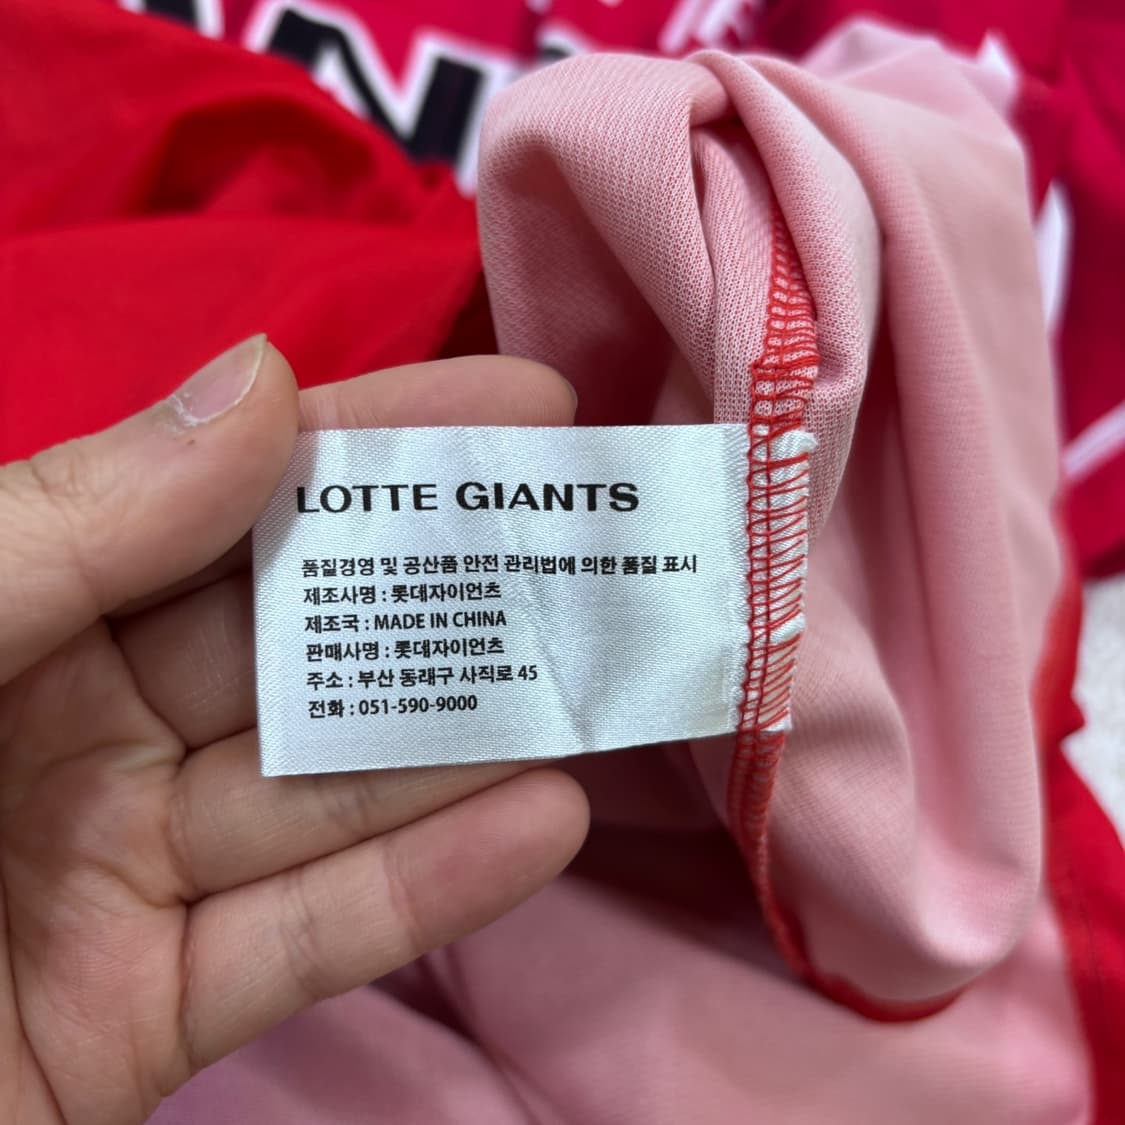 LOTTE GIANTS
품질경영 및 공산품 안전 관리법에 의한 품질 표시
제조사명 : 롯데자이언츠
제조국 : MADE IN CHINA
판매사명 : 롯데자이언츠
주소 : 부산 동래구 사직로 45
전화 : 051-590-9000